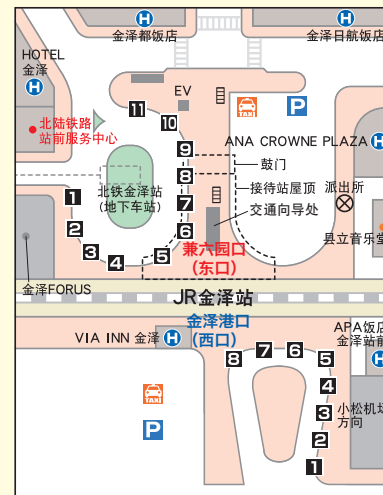 H
H
金泽都饭店
金泽日航饭店
HOTEL
金泽
H
EV
TAXI
P
11
10
北陆铁路
站前服务中心
ANA CROWNE PLAZA H
9
鼓门
8
接待站屋顶
派出所
北铁金泽站
(地下车站)
1
7
交通向导处
2
6
县立音乐堂
3
5
4
兼六园口
(东口)
金泽FORUS
JR金泽站
金泽港口
(西口)
VIA INN 金泽 H
APA饭店
金泽站前
H
8
7
6
5
TAXI
4
P
3
小松机场
方向
2
1